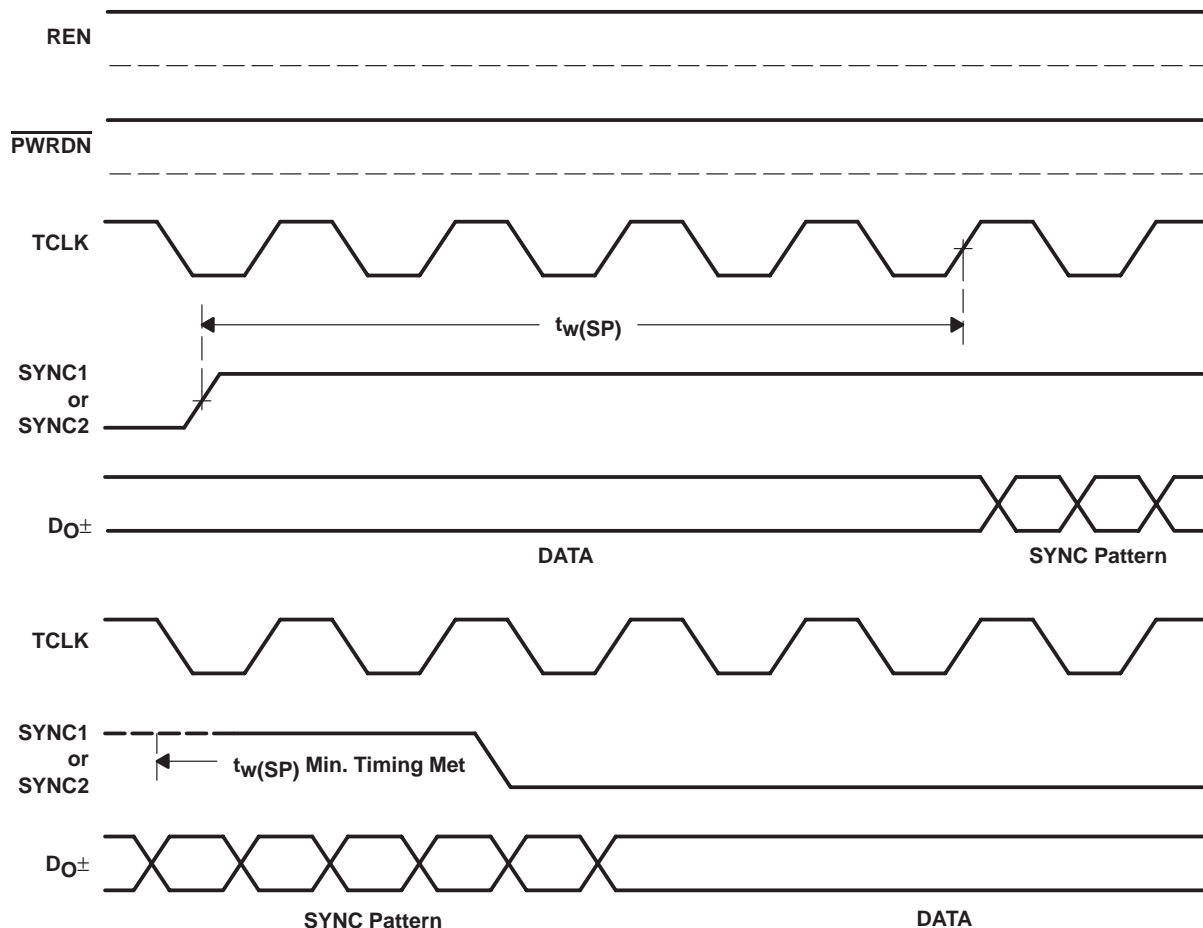 REN
PWRDN
TCLK
tw(SP)
SYNC1
or
SYNC2
DO±
DATA
SYNC Pattern
TCLK
SYNC1
or
SYNC2
tw(SP) Min. Timing Met
DO±
SYNC Pattern
DATA